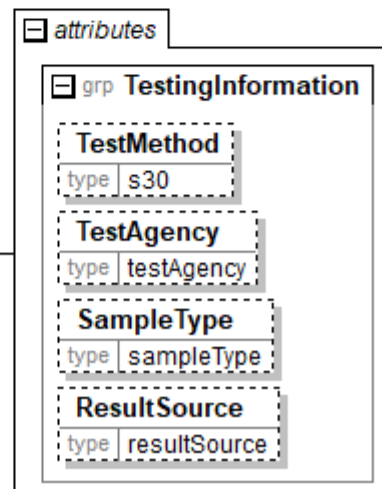 attributes
grp TestingInformation
TestMethod
type s30
TestAgency
type testAgency
SampleType
type sampleType
ResultSource
type resultSource